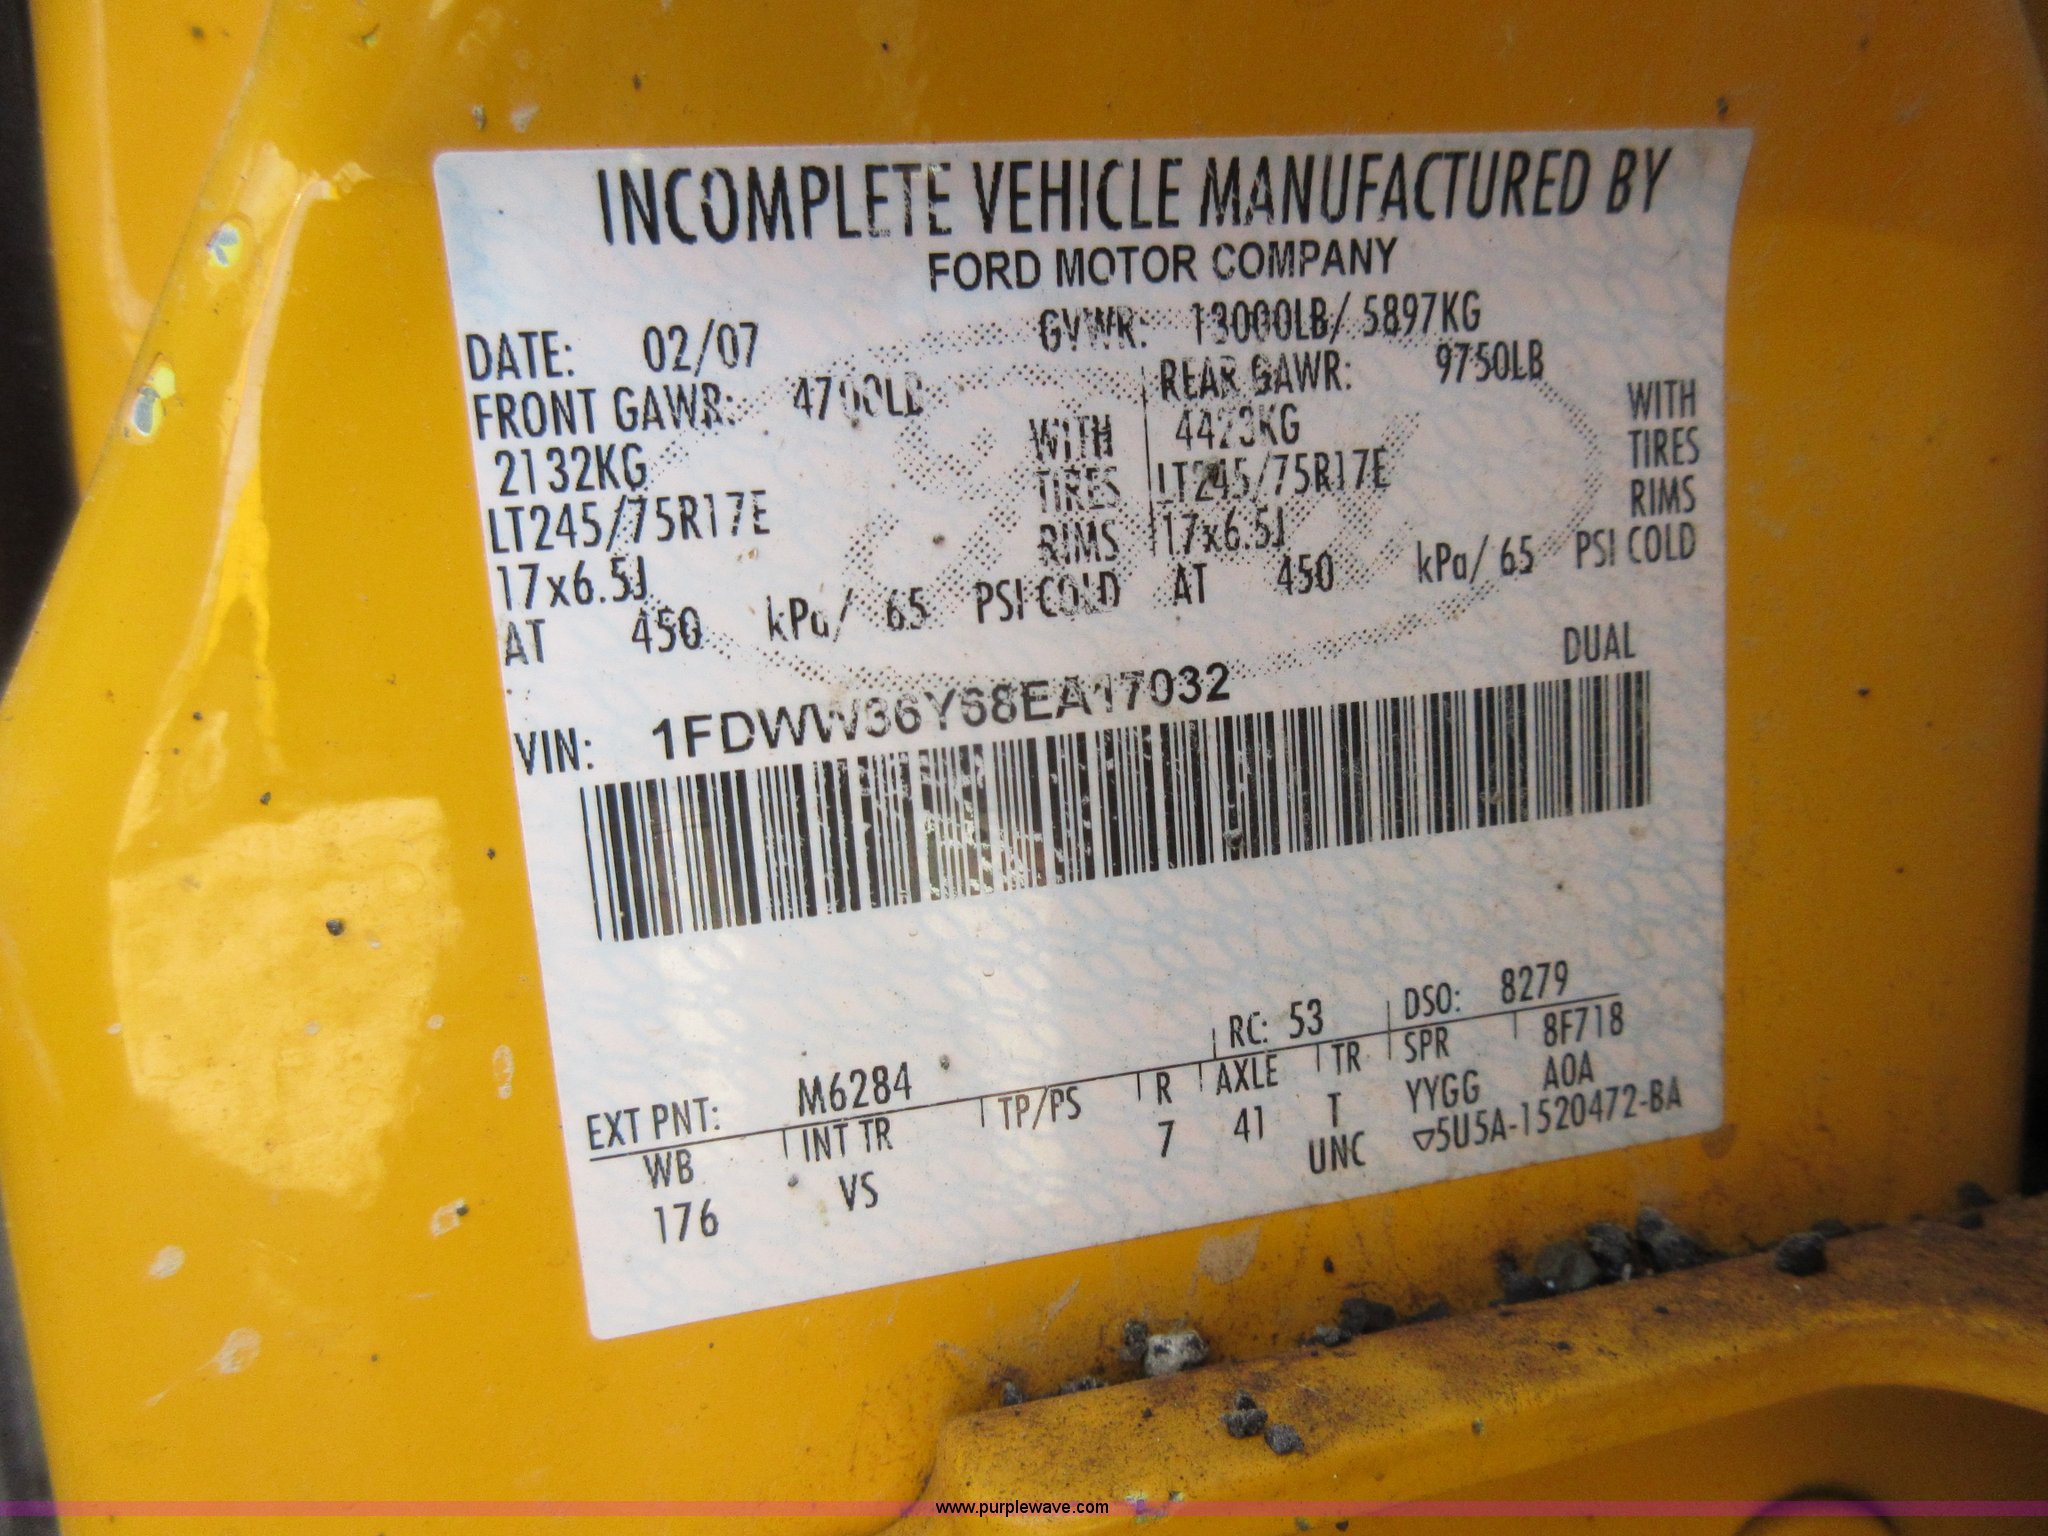 INCOMPLETE VEHICLE MANUFACTURED BY
FORD MOTOR COMPANY
DATE: 02/07 GVWR: 13000LB/ 5897KG
FRONT GAWR: 4700LB REAR GAWR: 9750LB
2132KG WITH 4423KG WITH
LT245/75R17E TIRES LT245/75R17E TIRES
17x6.5J RIMS 17x6.5J RIMS
AT 450 kPa/ 65 PSI COLD AT 450 kPa/ 65 PSI COLD
VIN: 1FDWW36Y68EA17032 DUAL
EXT PNT: M6284 RC: 53 DSO: 8279
WB INT TR TP/PS R AXLE TR SPR 8F718
176 VS 7 41 T YYGG A0A
UNC 5U5A-1520472-BA
www.purplewave.com